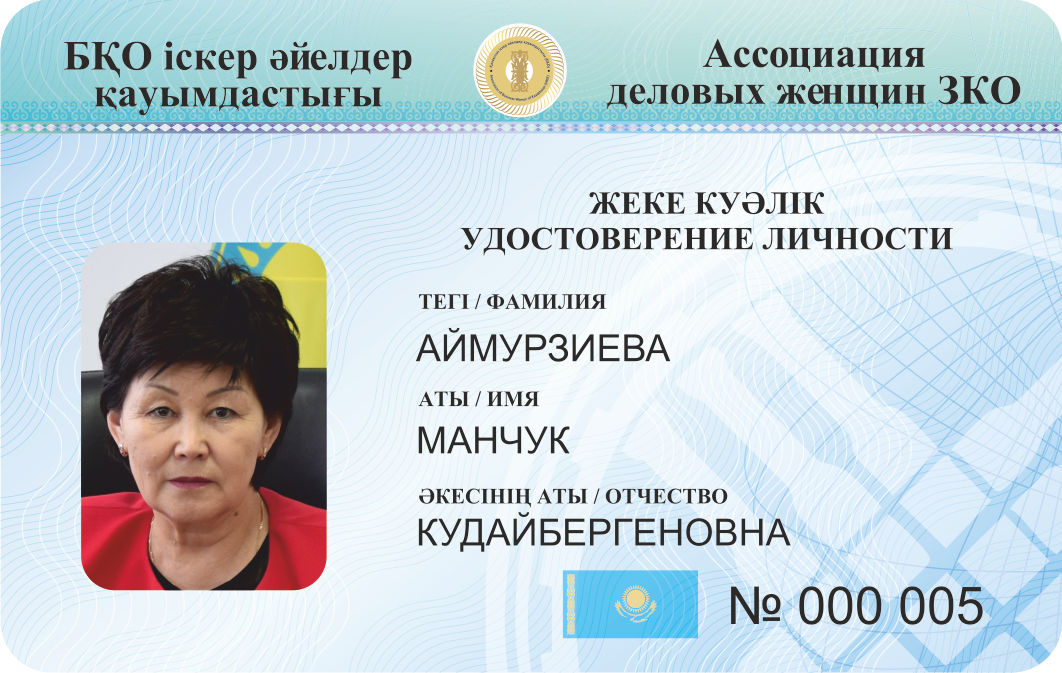 БҚО іскер әйелдер
қауымдастығы
Ассоциация
деловых женщин ЗКО
ЖЕКЕ КУӘЛІК
УДОСТОВЕРЕНИЕ ЛИЧНОСТИ
ТЕГІ / ФАМИЛИЯ
АЙМУРЗИЕВА
АТЫ / ИМЯ
МАНЧУК
ӘКЕСІНІҢ АТЫ / ОТЧЕСТВО
КУДАЙБЕРГЕНОВНА
№ 000 005